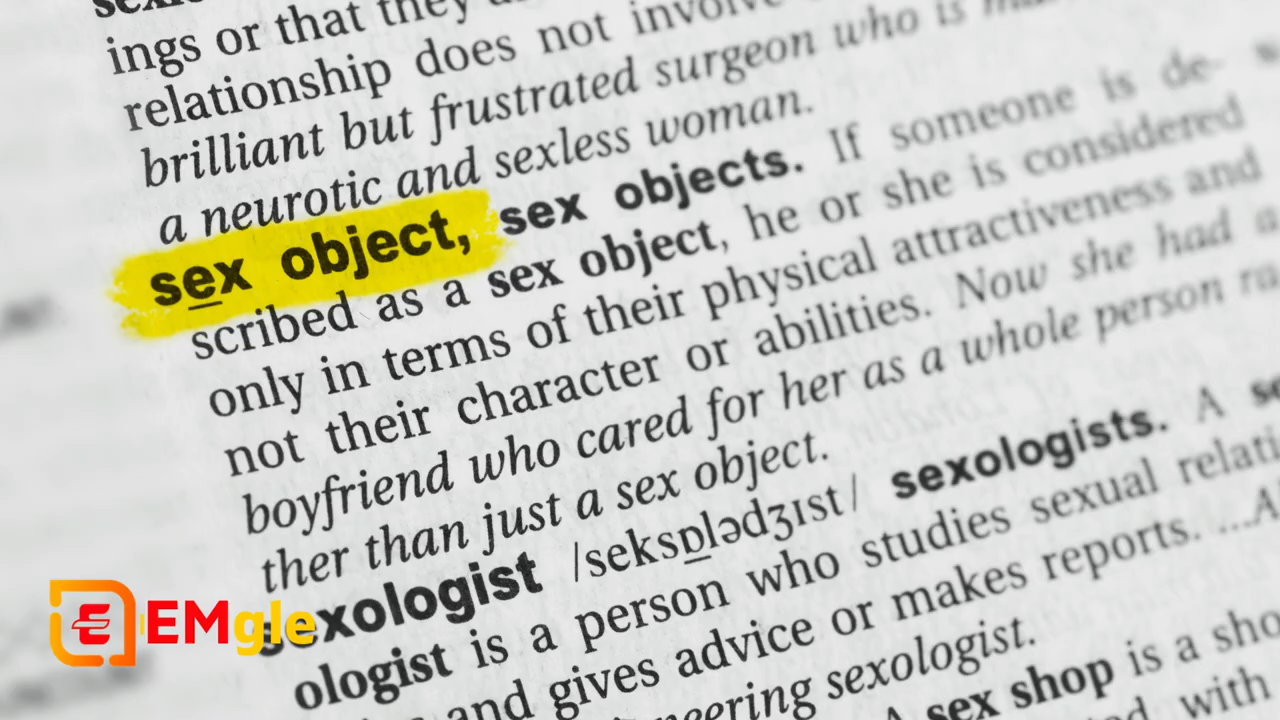 ings or that they
relationship does not involve
brilliant but frustrated surgeon who is
a neurotic and sexless woman.
sex object, sex objects. If someone is de-
scribed as a sex object, he or she is considered
only in terms of their physical attractiveness and
not their character or abilities. Now she had a
boyfriend who cared for her as a whole person ra
ther than just a sex object.
sexologist /seksɒlədʒɪst/ sexologists. A se
ologist is a person who studies sexual relati
and gives advice or makes reports. ...A
neering sexologist.
A sex shop is a sho
with
EMgle